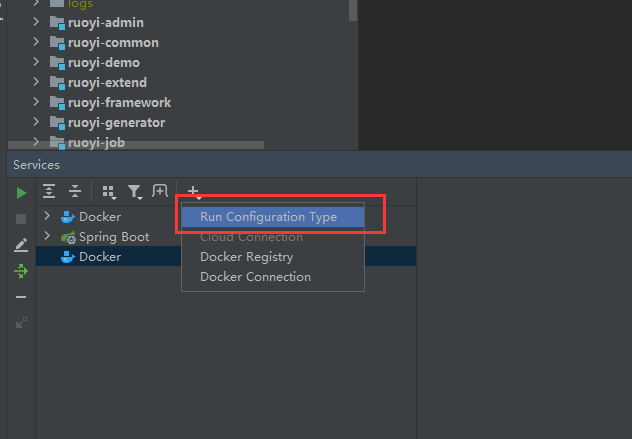 logs
ruoyi-admin
ruoyi-common
ruoyi-demo
ruoyi-extend
ruoyi-framework
ruoyi-generator
ruoyi-job
Services
Docker
Run Configuration Type
Spring Boot
Cloud Connection
Docker
Docker Registry
Docker Connection